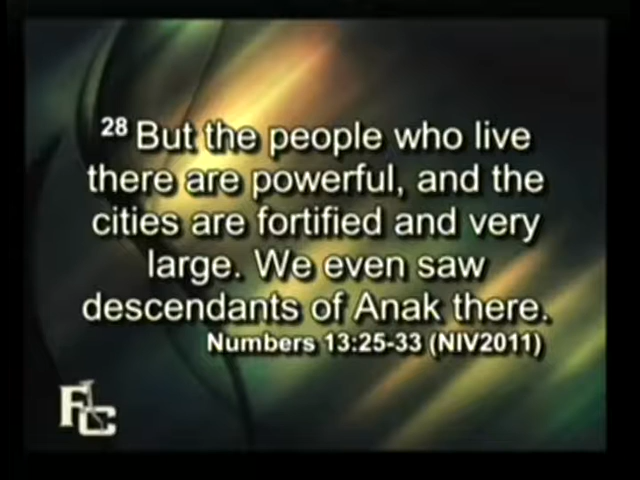 28 But the people who live
there are powerful, and the
cities are fortified and very
large. We even saw
descendants of Anak there.
Numbers 13:25-33 (NIV2011)
FLC